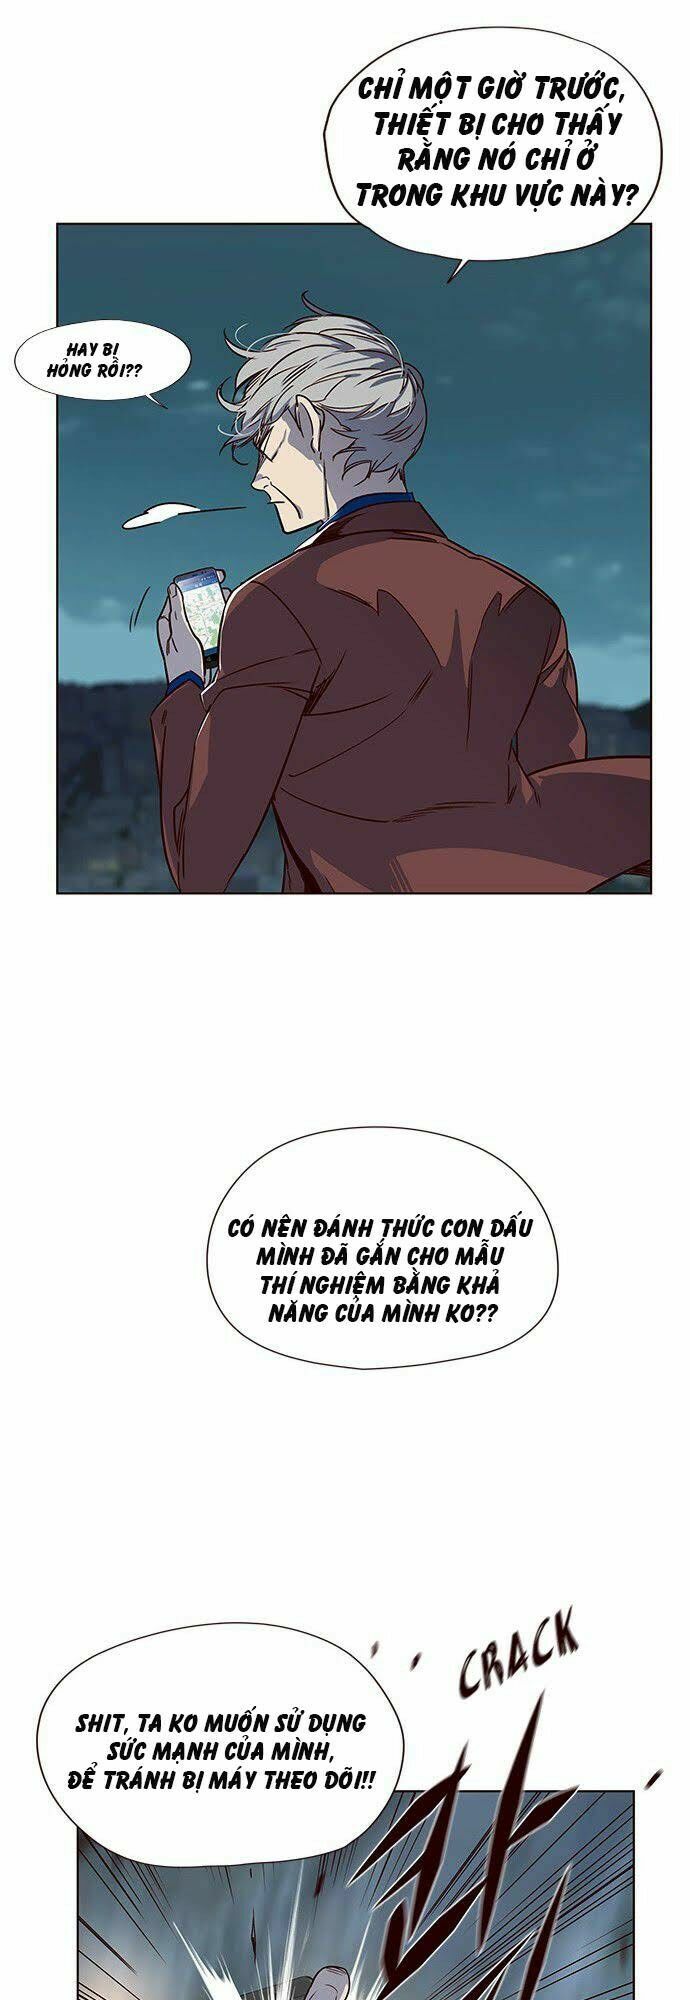 CHỈ MỘT GIỜ TRƯỚC,
THIẾT BỊ CHO THẤY
RẰNG NÓ CHỈ Ở
TRONG KHU VỰC NÀY?
HAY BỊ
HỎNG RỒI??
CÓ NÊN ĐÁNH THỨC CON DẤU
MÌNH ĐÃ GẮN CHO MẪU
THÍ NGHIỆM BẰNG KHẢ
NĂNG CỦA MÌNH KO??
CRACK
SHIT, TA KO MUỐN SỬ DỤNG
SỨC MẠNH CỦA MÌNH,
ĐỂ TRÁNH BỊ MÁY THEO DÕI!!